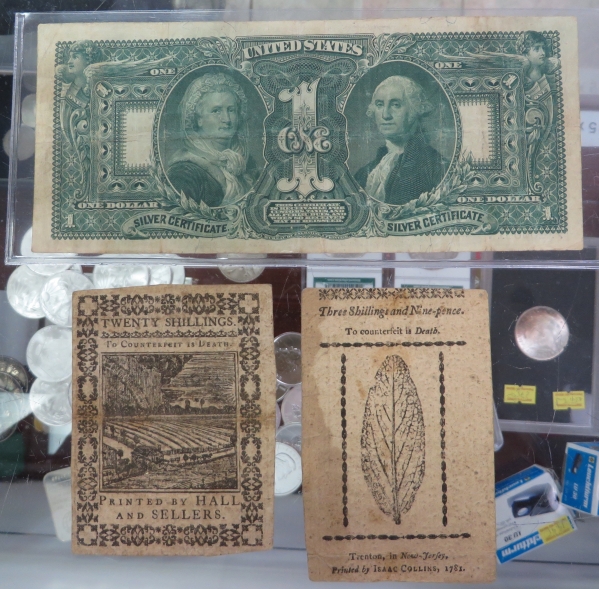 UNITED STATES
ONE
ONE
1
1
1
ONE
ONE DOLLAR
ONE DOLLAR
1
1
SILVER CERTIFICATE
SILVER CERTIFICATE
TWENTY SHILLINGS.
TO COUNTERFEIT IS DEATH.
PRINTED BY HALL
AND SELLERS.
Three Shillings and Nine-pence.
To counterfeit is Death.
Trenton, in New-Jersey,
Printed by ISAAC COLLINS, 1781.